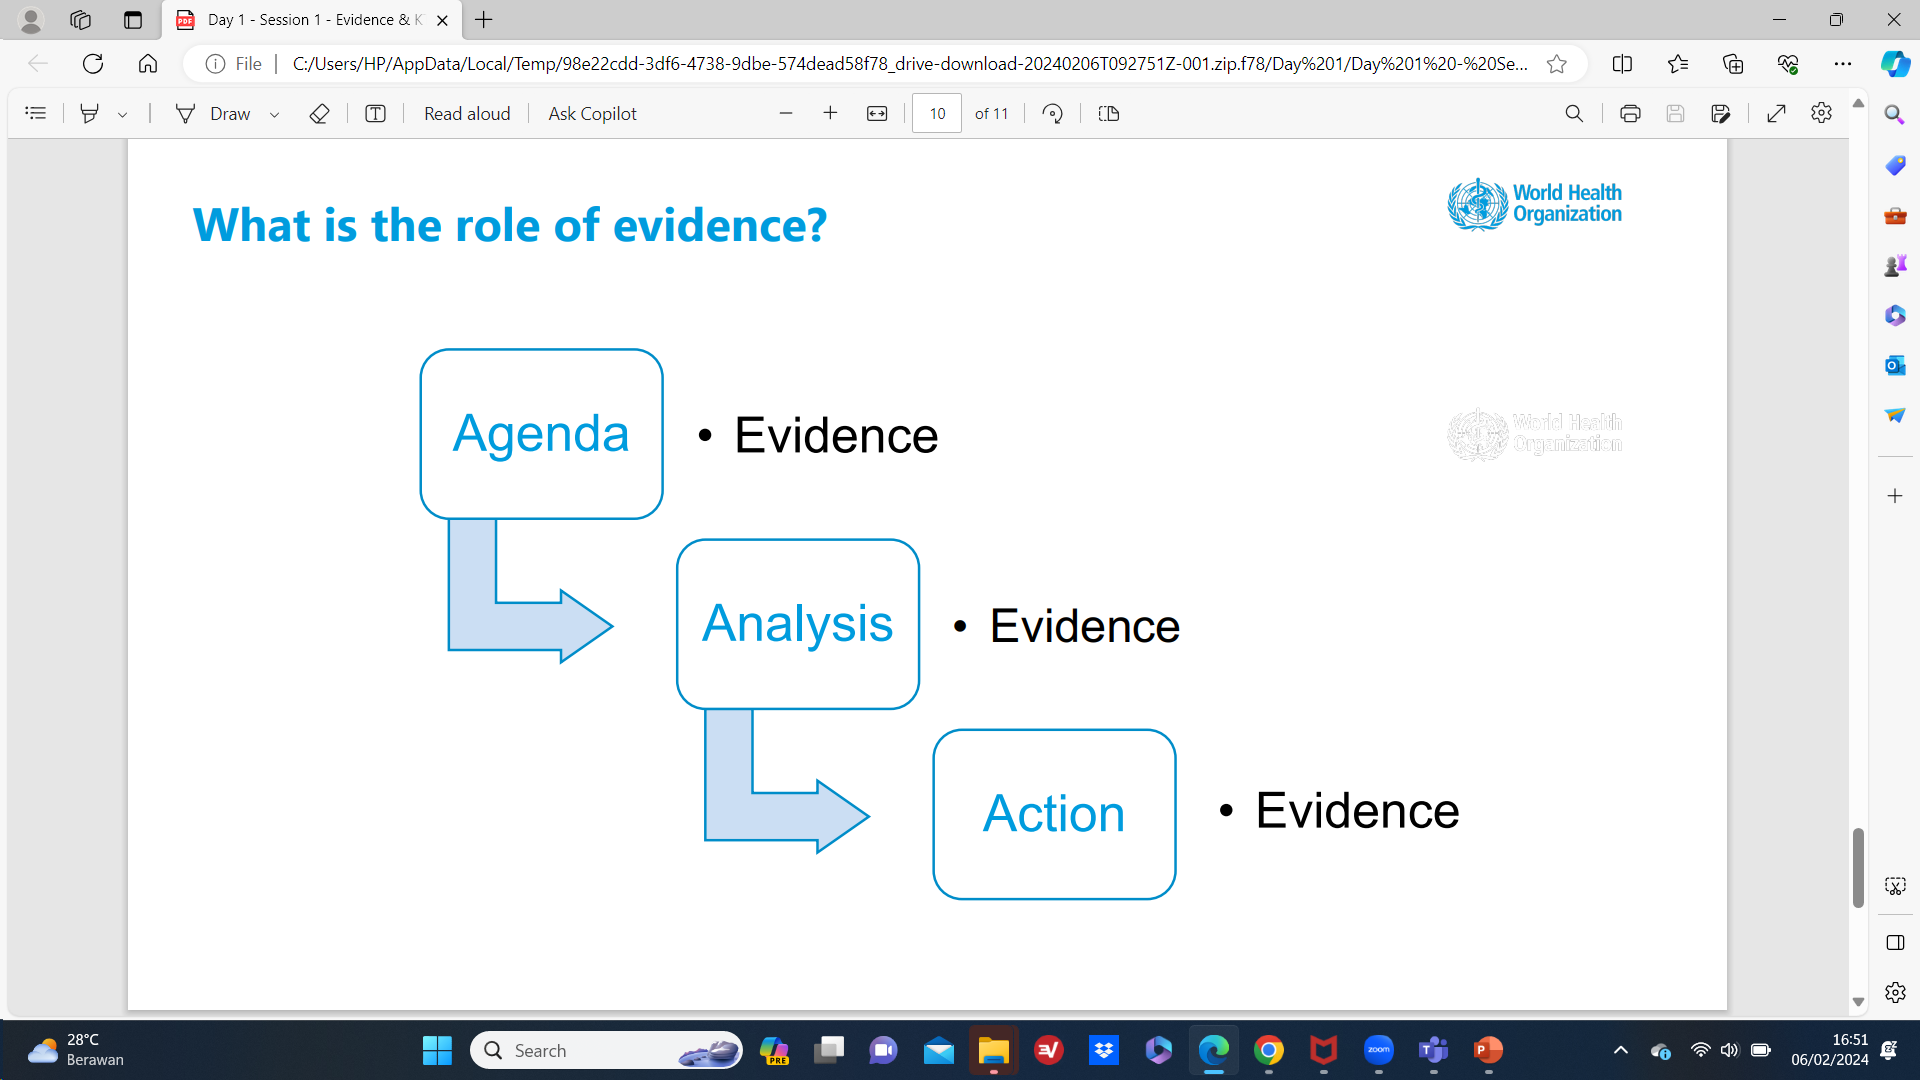 Day 1 - Session 1 - Evidence & K
File
C:/Users/HP/AppData/Local/Temp/98e22cdd-3df6-4738-9dbe-574dead58f78_drive-download-20240206T092751Z-001.zip.f78/Day%201/Day%201%20-%20Se...
Draw
Read aloud
Ask Copilot
10 of 11
What is the role of evidence?
World Health
Organization
Agenda
• Evidence
World Health
Organization
Analysis
• Evidence
Action
• Evidence
28°C
Berawan
Search
PRE
zoom
16:51
06/02/2024